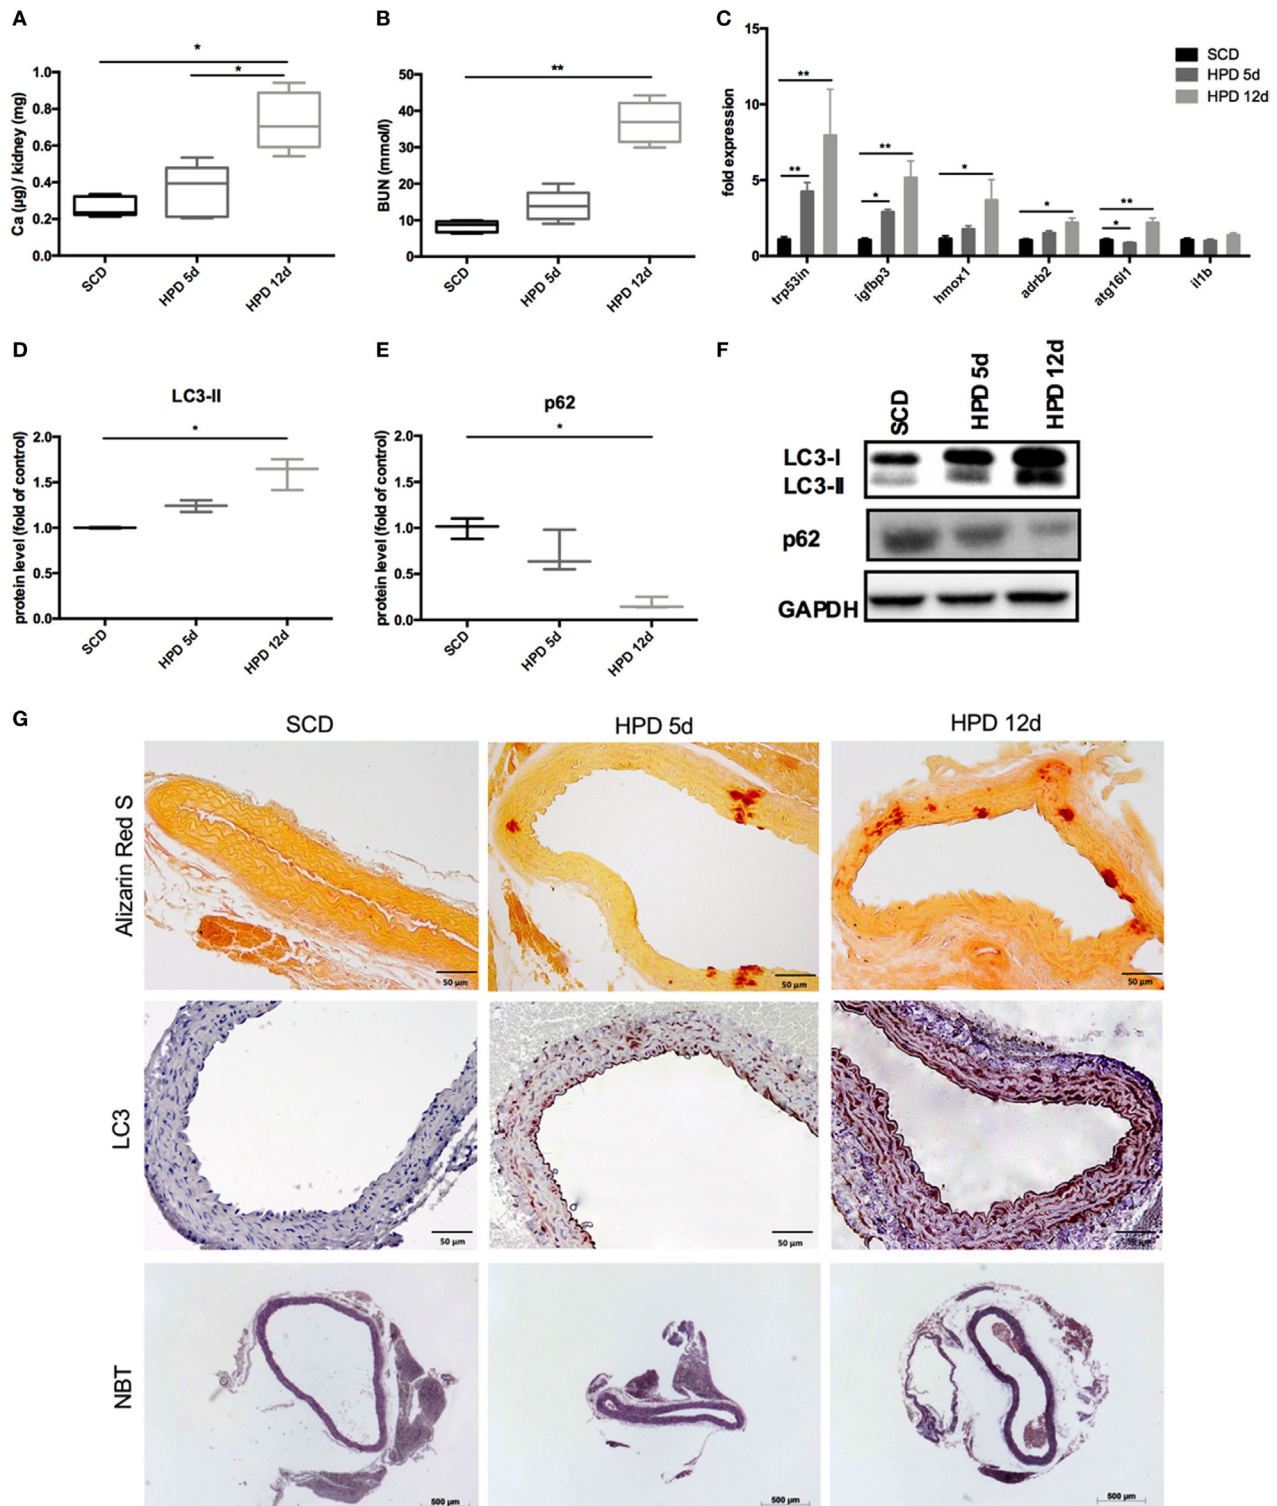 A
*
*
Ca (µg) / kidney (mg)
1.0
0.8
0.6
0.4
0.2
0.0
SCD
HPD 5d
HPD 12d
B
**
BUN (mmol/l)
50
40
30
20
10
0
SCD
HPD 5d
HPD 12d
C
fold expression
15
10
5
0
**
**
**
*
*
*
**
*
trp53in
igfbp3
hmox1
adrb2
atg16l1
il1b
SCD
HPD 5d
HPD 12di
D
LC3-II
*
protein level (fold of control)
2.0
1.5
1.0
0.5
0.0
SCD
HPD 5d
HPD 12d
E
p62
*
protein level (fold of control)
2.0
1.5
1.0
0.5
0.0
SCD
HPD 5d
HPD 12d
F
SCD
HPD 5d
HPD 12d
LC3-I
LC3-II
p62
GAPDH
G
SCD
HPD 5d
HPD 12d
Alizarin Red S
50 µm
50 µm
50 µm
LC3
50 µm
50 µm
50 µm
NBT
500 µm
500 µm
500 µm